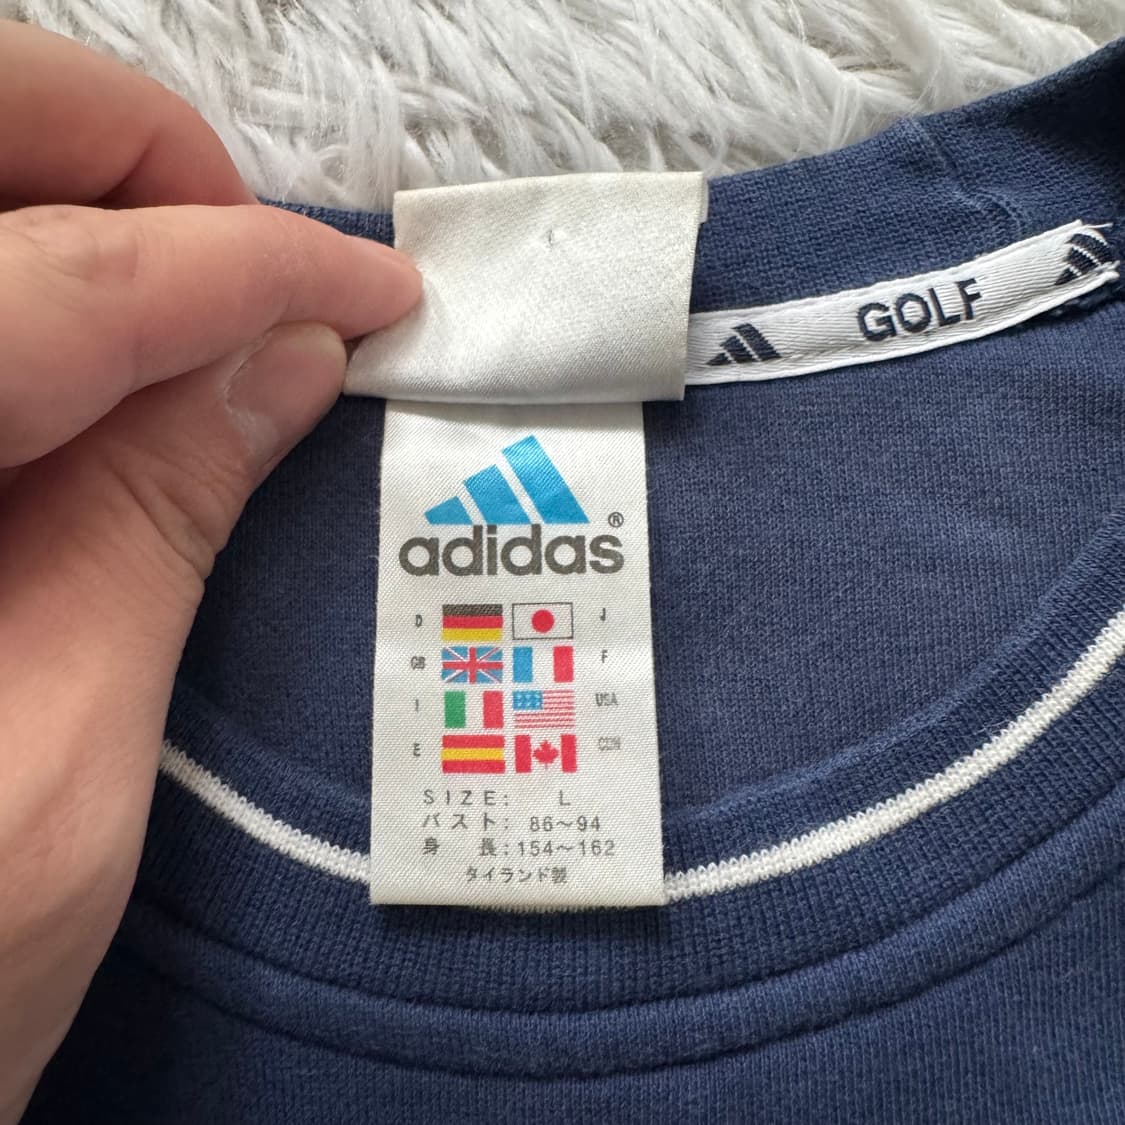 GOLF
adidas®
D J
GB F
I USA
E CDN
SIZE: L
バスト: 86~94
身 長:154~162
タイランド製